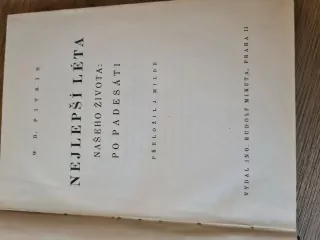 W. B. PITKIN
NEJLEPŠÍ LÉTA
NAŠEHO ŽIVOTA:
PO PADESÁTI
PŘELOŽIL J. WILDE
VYDAL ING. RUDOLF MIKUTA, PRAHA II